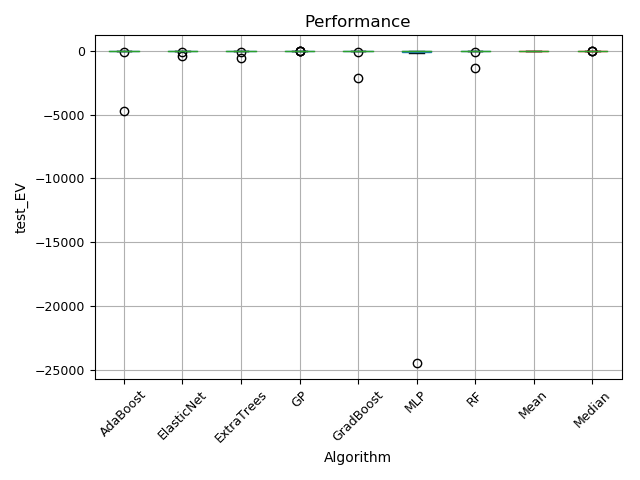 Performance
0
−5000
−10000
−15000
−20000
−25000
test_EV
AdaBoost
ElasticNet
ExtraTrees
GP
GradBoost
MLP
RF
Mean
Median
Algorithm